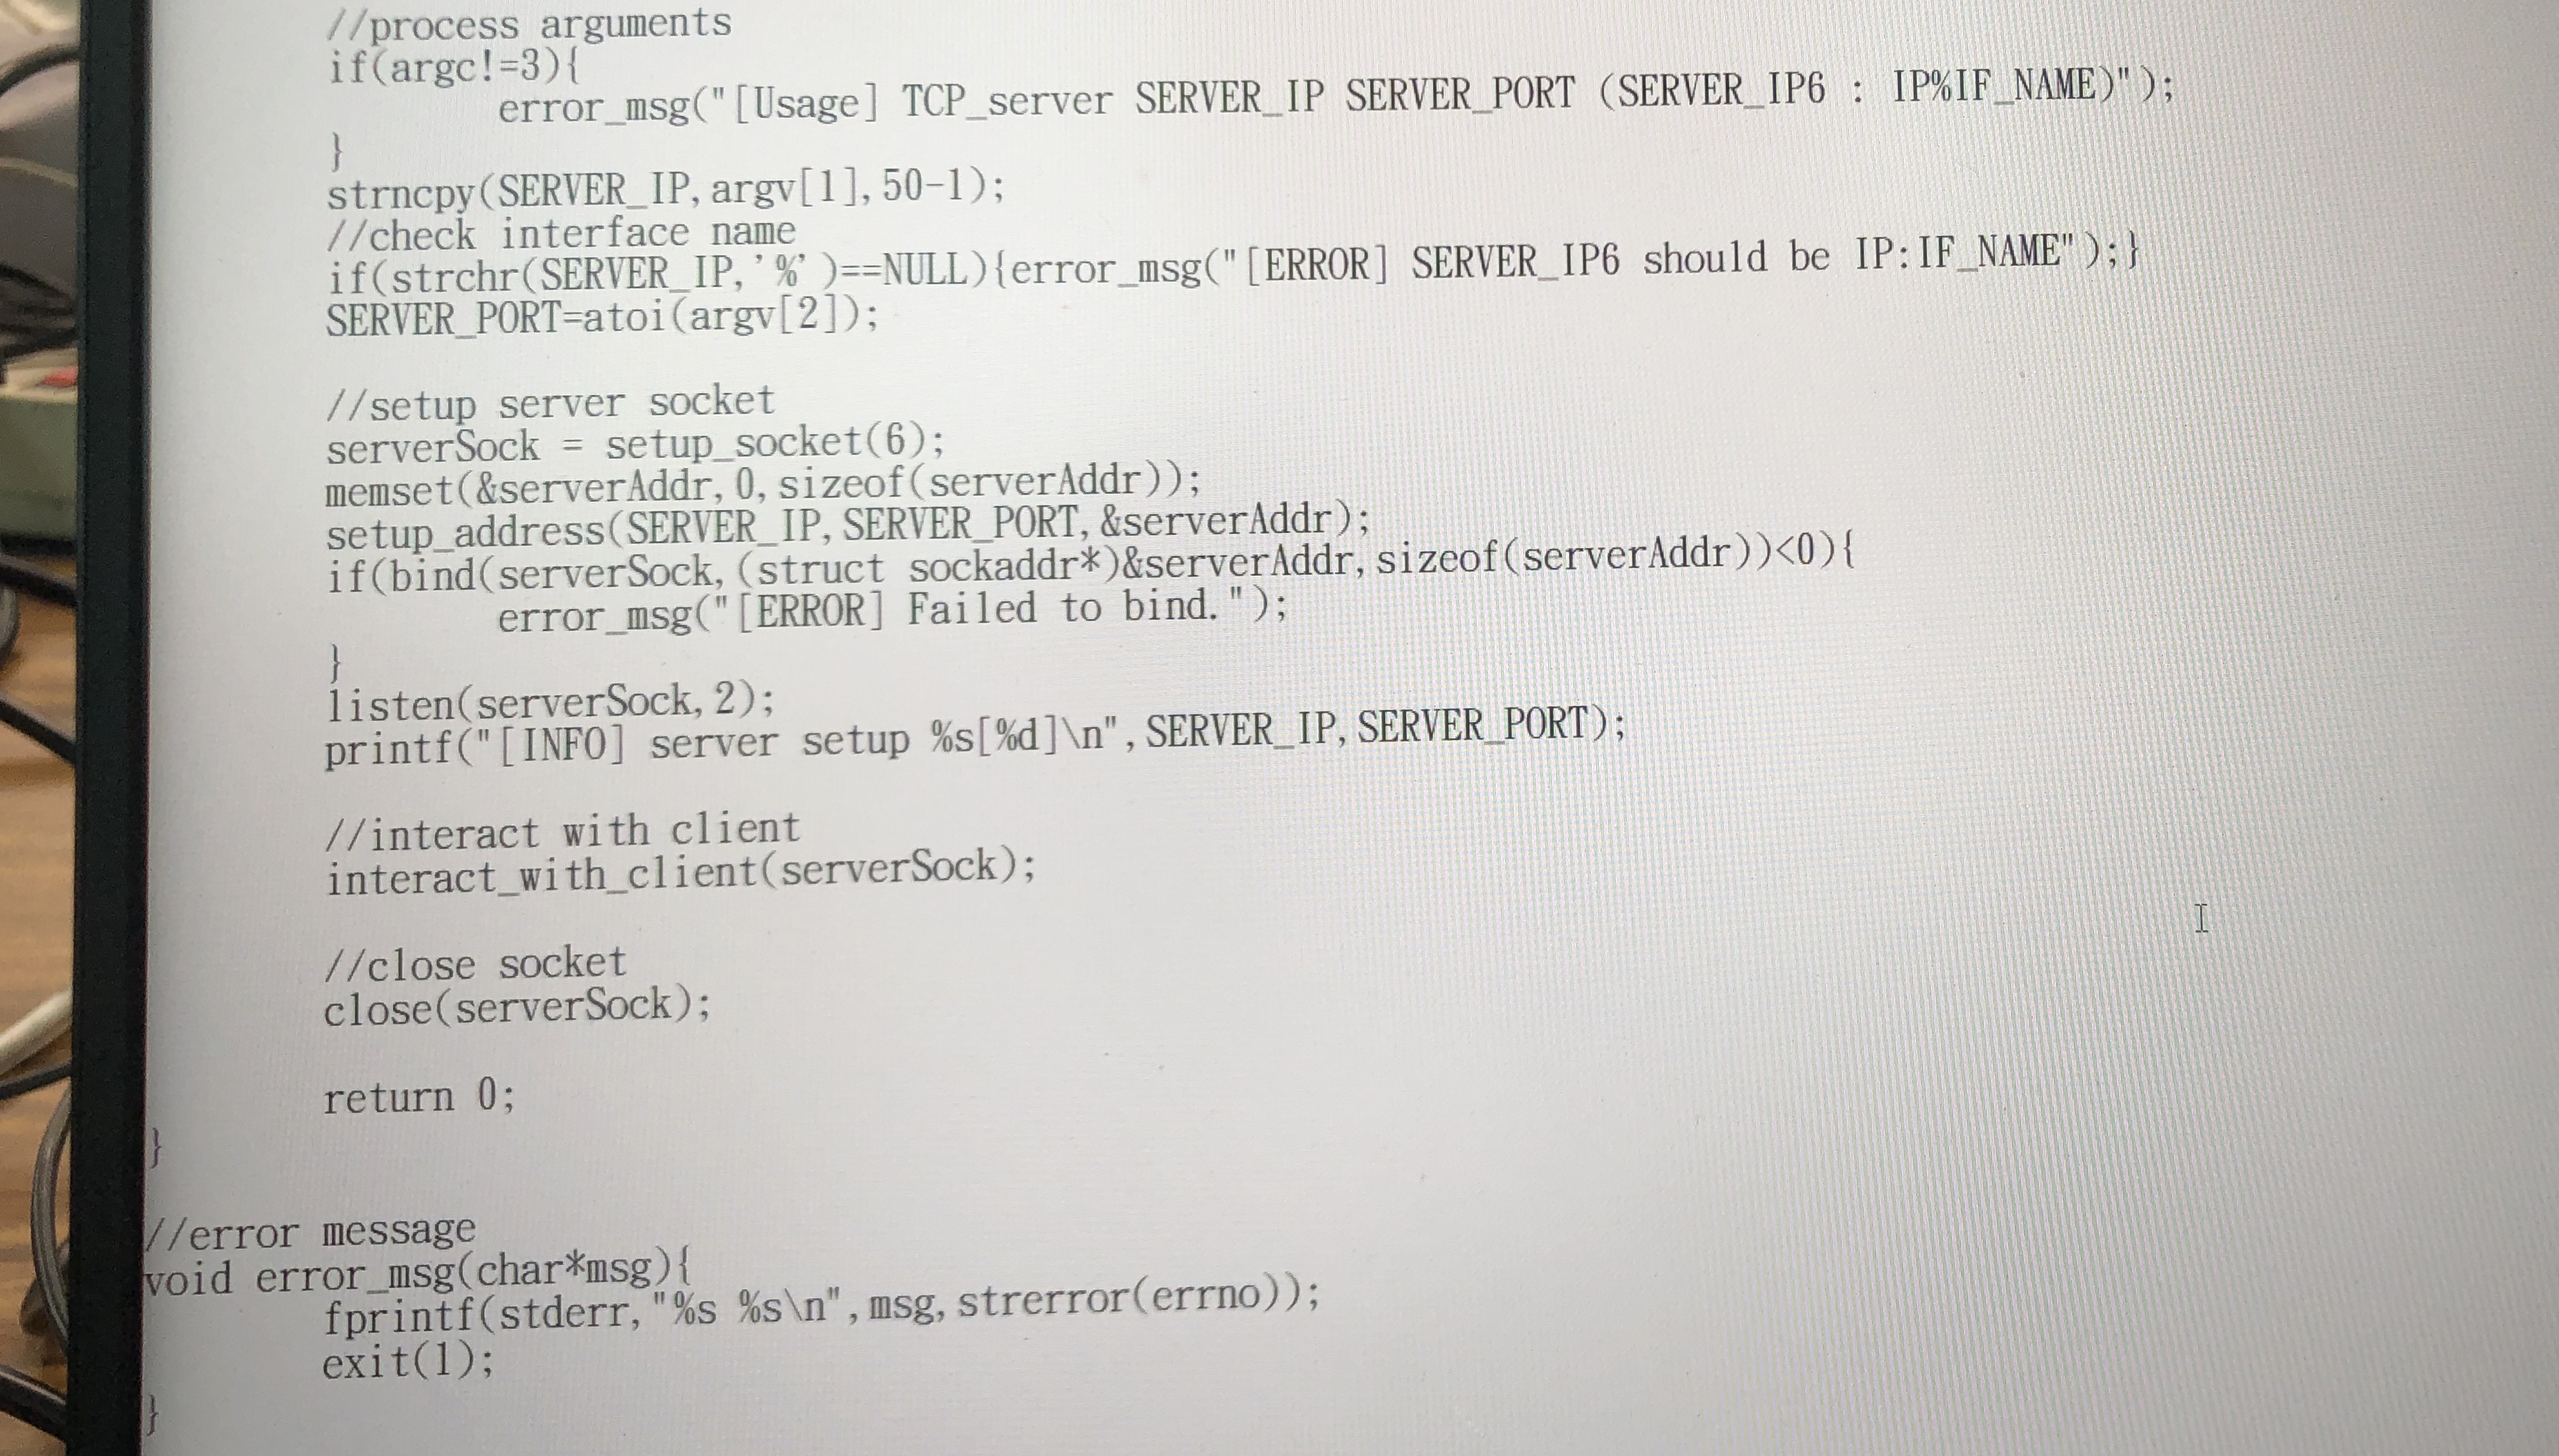 //process arguments
if(argc!=3){
error_msg("[Usage] TCP_server SERVER_IP SERVER_PORT (SERVER_IP6 : IP%IF_NAME)");
}
strncpy(SERVER_IP,argv[1],50-1);
//check interface name
if(strchr(SERVER_IP,'%')==NULL){error_msg("[ERROR] SERVER_IP6 should be IP:IF_NAME");}
SERVER_PORT=atoi(argv[2]);
//setup server socket
serverSock = setup_socket(6);
memset(&serverAddr,0,sizeof(serverAddr));
setup_address(SERVER_IP,SERVER_PORT,&serverAddr);
if(bind(serverSock,(struct sockaddr*)&serverAddr,sizeof(serverAddr))<0){
error_msg("[ERROR] Failed to bind.");
}
listen(serverSock,2);
printf("[INFO] server setup %s[%d]\n",SERVER_IP,SERVER_PORT);
//interact with client
interact_with_client(serverSock);
//close socket
close(serverSock);
return 0;
}
//error message
void error_msg(char*msg){
fprintf(stderr,"%s %s\n",msg,strerror(errno));
exit(1);
}